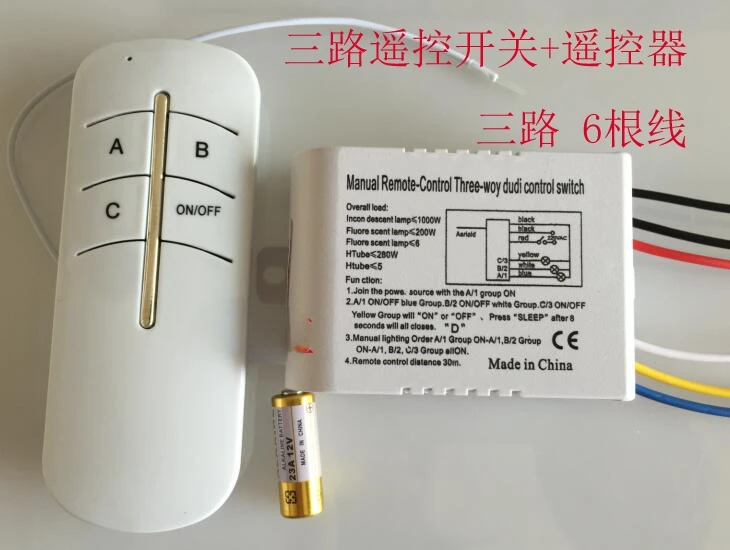 三路遥控开关+遥控器
三路 6根线
A
B
C
ON/OFF
Manual Remote-Control Three-woy dudi control switch
Overall load:
Incon descent lamp≤1000W
Fluore scent lamp≤200W
Fluore scent lamp≤6
HTube≤280W
Htube≤5
Aerield
black
black
red
220VAC
yellow
white
blue
C/3
B/2
A/1
Fun ction:
1.Join the powe. source with the A/1 group ON
2.A/1 ON/OFF blue Group.B/2 ON/OFF white Group.C/3 ON/OFF
Yellow Group will "ON" or "OFF"、Press "SLEEP" after 8
seconds will all closes. "D"
3.Manual lighting Order A/1 Group ON-A/1,B/2 Group
ON-A/1, B/2, C/3 Group allON.
4.Remote control distance 30m.
CE
Made in China
ALKALINE BATTERY
23A 12V
MADE IN CHINA